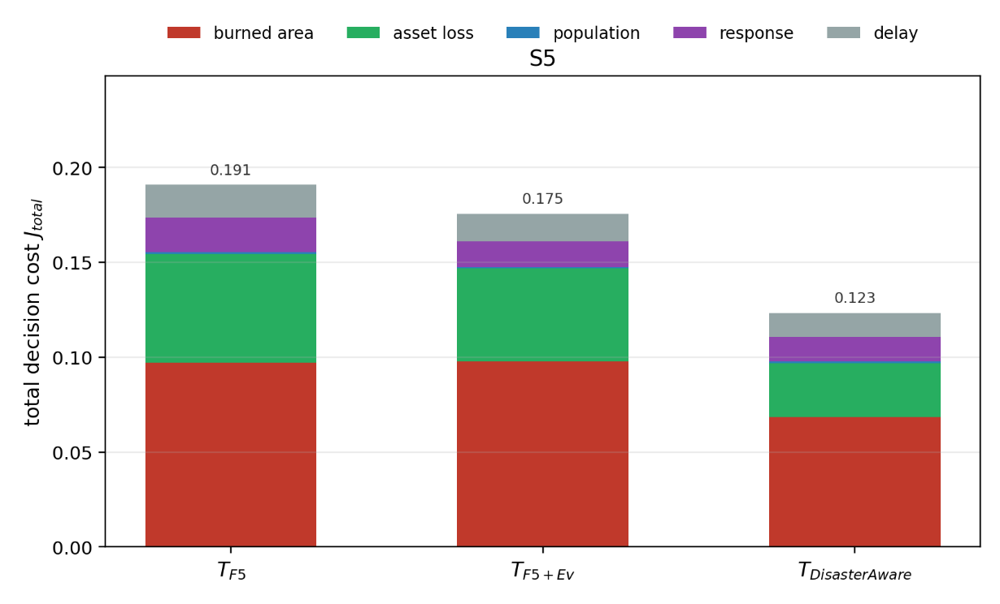 burned area asset loss population response delay
S5
total decision cost J_total
0.20
0.15
0.10
0.05
0.00
0.191
0.175
0.123
T_F5 T_F5+Ev T_DisasterAware